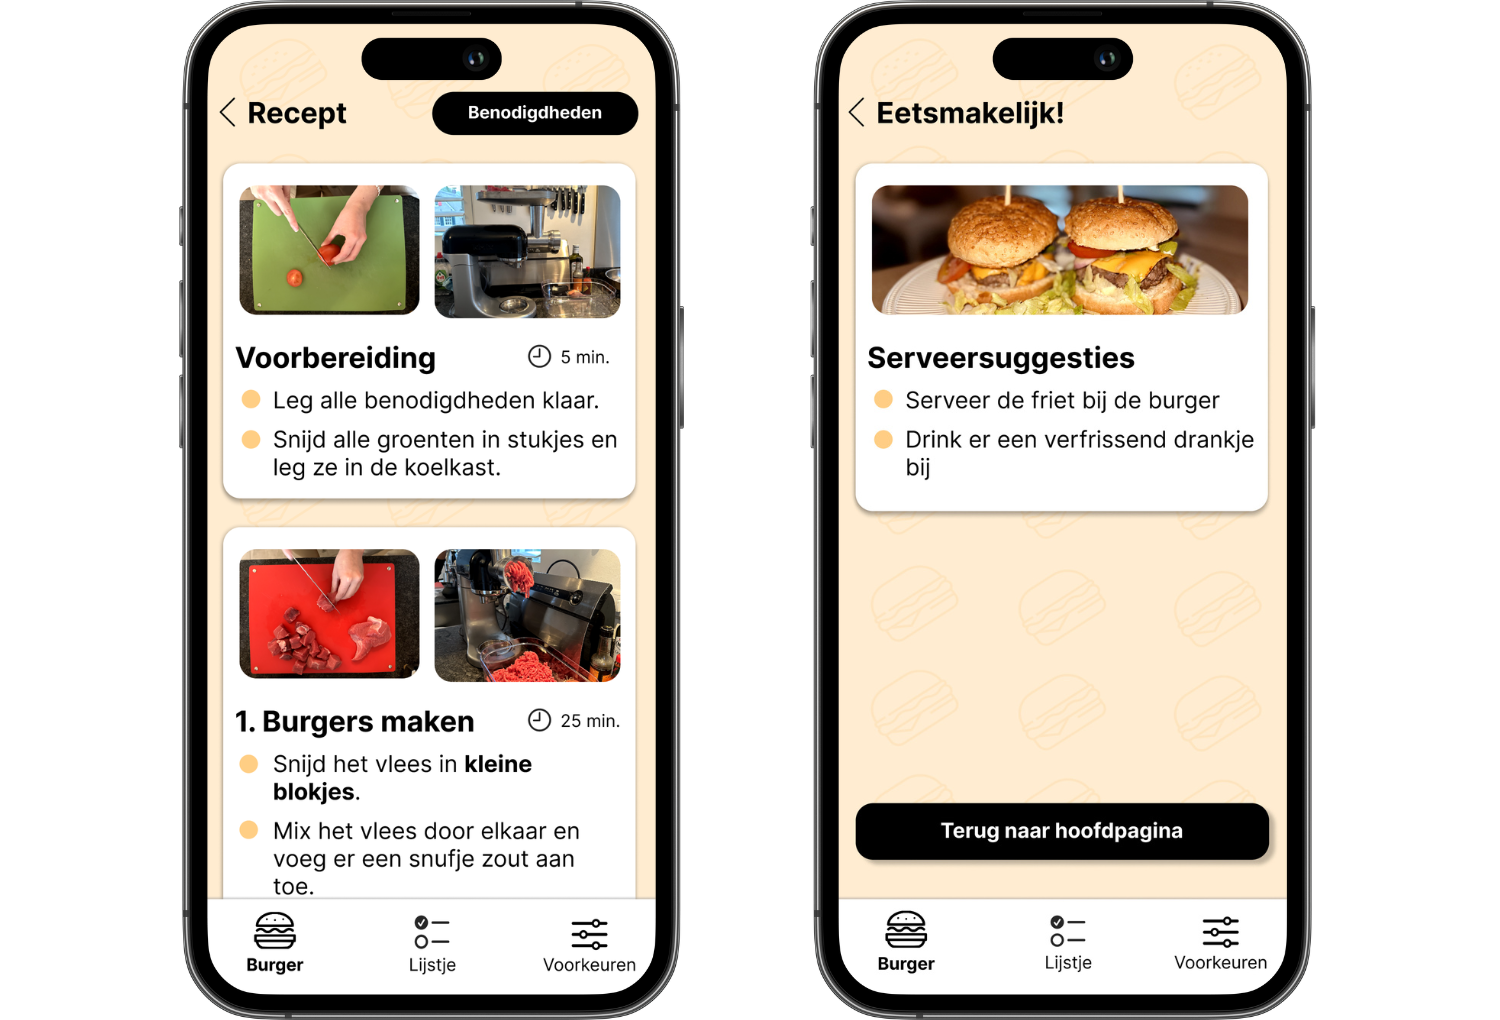 Recept
Benodigdheden
Voorbereiding
5 min.
Leg alle benodigdheden klaar.
Snijd alle groenten in stukjes en
leg ze in de koelkast.
1. Burgers maken
25 min.
Snijd het vlees in kleine
blokjes.
Mix het vlees door elkaar en
voeg er een snufje zout aan
toe.
Burger
Lijstje
Voorkeuren
Eetsmakelijk!
Serveersuggesties
Serveer de friet bij de burger
Drink er een verfrissend drankje
bij
Terug naar hoofdpagina
Burger
Lijstje
Voorkeuren